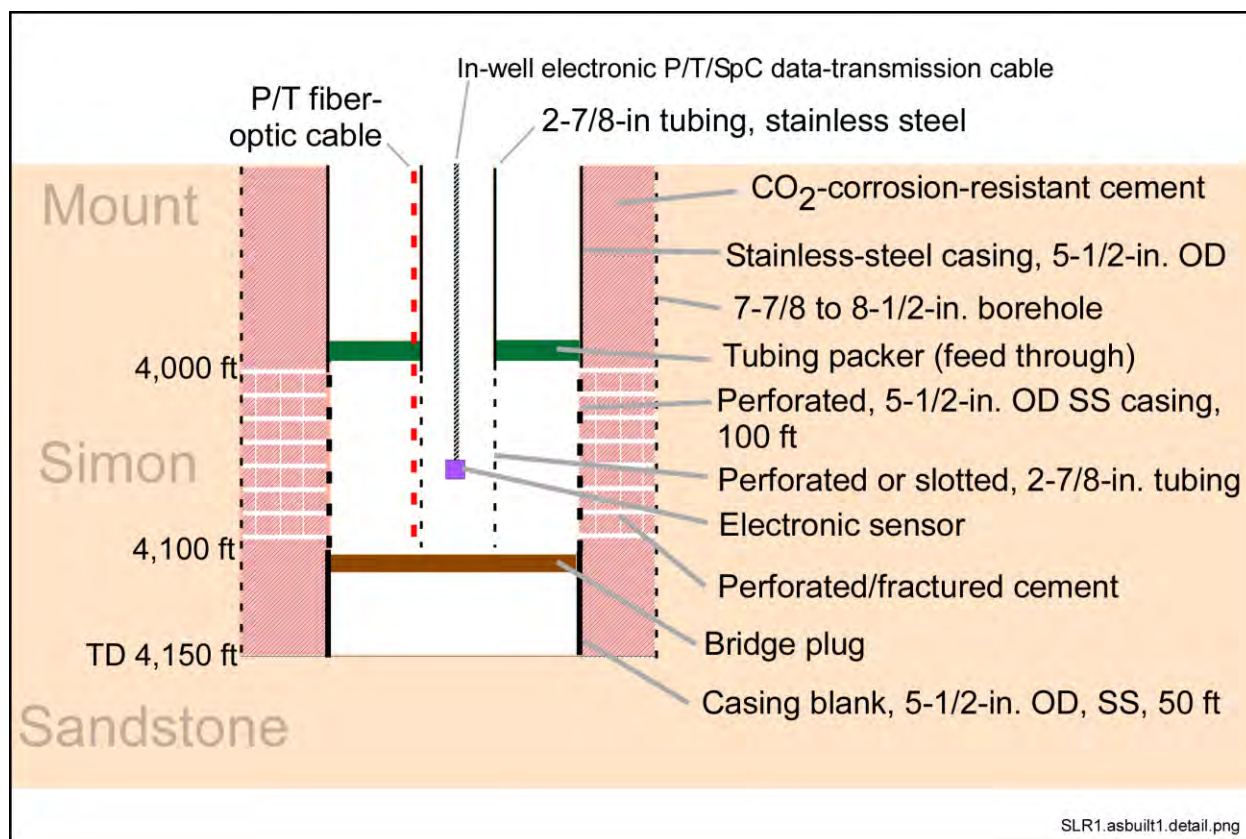 In-well electronic P/T/SpC data-transmission cable
P/T fiber-
optic cable
2-7/8-in tubing, stainless steel
Mount
CO2-corrosion-resistant cement
Stainless-steel casing, 5-1/2-in. OD
7-7/8 to 8-1/2-in. borehole
Tubing packer (feed through)
4,000 ft
Perforated, 5-1/2-in. OD SS casing,
100 ft
Simon
Perforated or slotted, 2-7/8-in. tubing
Electronic sensor
4,100 ft
Perforated/fractured cement
Bridge plug
TD 4,150 ft
Casing blank, 5-1/2-in. OD, SS, 50 ft
Sandstone
SLR1.asbuilt1.detail.png